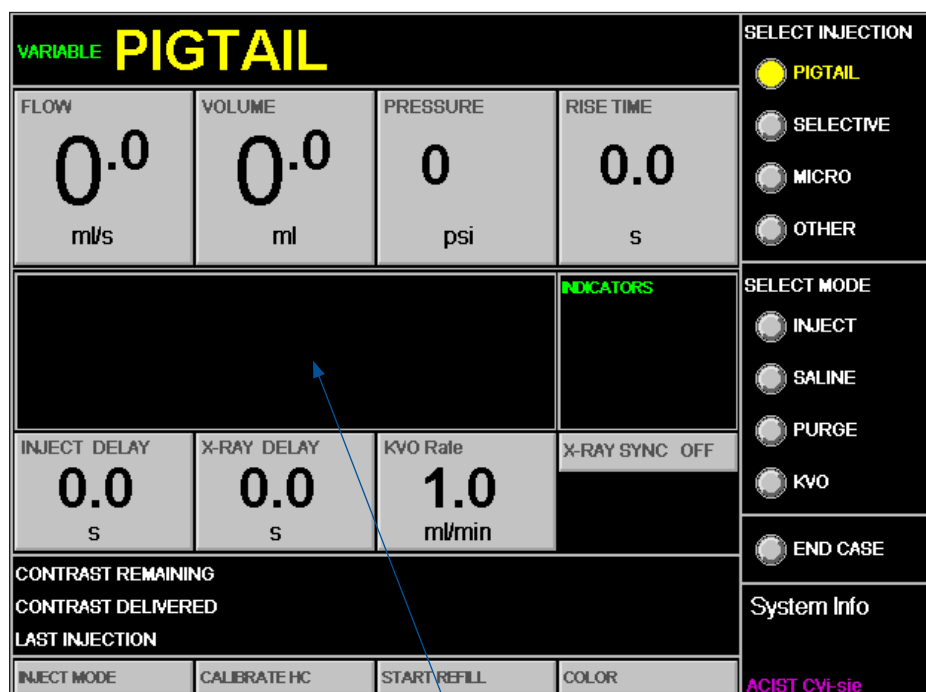 VARIABLE PIGTAIL
FLOW
0.0
ml/s
VOLUME
0.0
ml
PRESSURE
0
psi
RISE TIME
0.0
s
INDICATORS
INJECT DELAY
0.0
s
X-RAY DELAY
0.0
s
KVO Rate
1.0
ml/min
X-RAY SYNC OFF
CONTRAST REMAINING
CONTRAST DELIVERED
LAST INJECTION
INJECT MODE
CALIBRATE HC
START REFILL
COLOR
SELECT INJECTION
PIGTAIL
SELECTIVE
MICRO
OTHER
SELECT MODE
INJECT
SALINE
PURGE
KVO
END CASE
System Info
ACIST CVi-sie